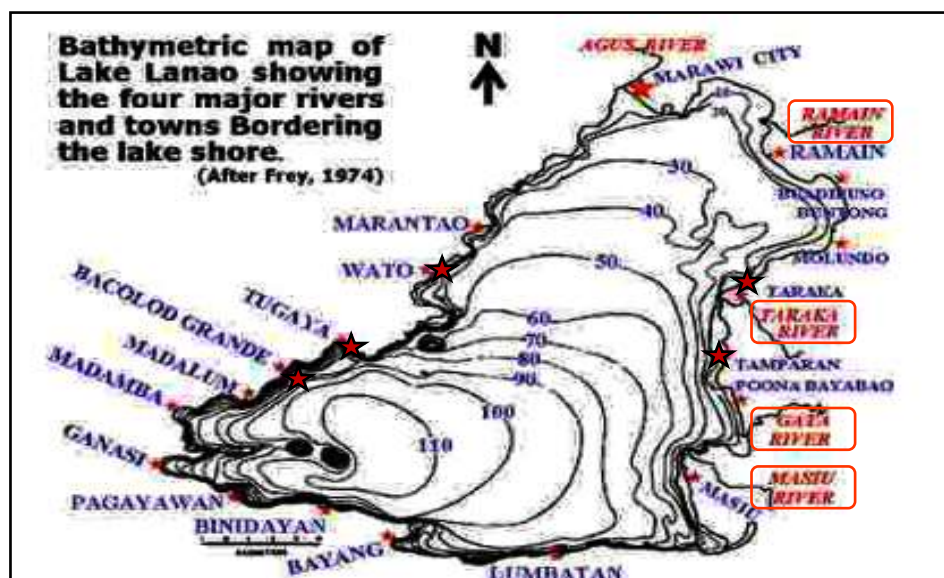 Bathymetric map of
Lake Lanao showing
the four major rivers
and towns Bordering
the lake shore.
(After Frey, 1974)
N
AGUS RIVER
MARAWI CITY
RAMAIN
RIVER
RAMAIN
MOLUNDO
TARAKA
TARAKA
RIVER
TAMPARAN
POONA BAYABAO
GATA
RIVER
MASIU
RIVER
MASIU
LUMBATAN
BAYANG
BINIDAYAN
PAGAYAWAN
GANASI
MADAMBA
MADALUM
BACOLOD GRANDE
TUGAYA
WATO
MARANTAO
30
40
50
60
70
80
90
100
110